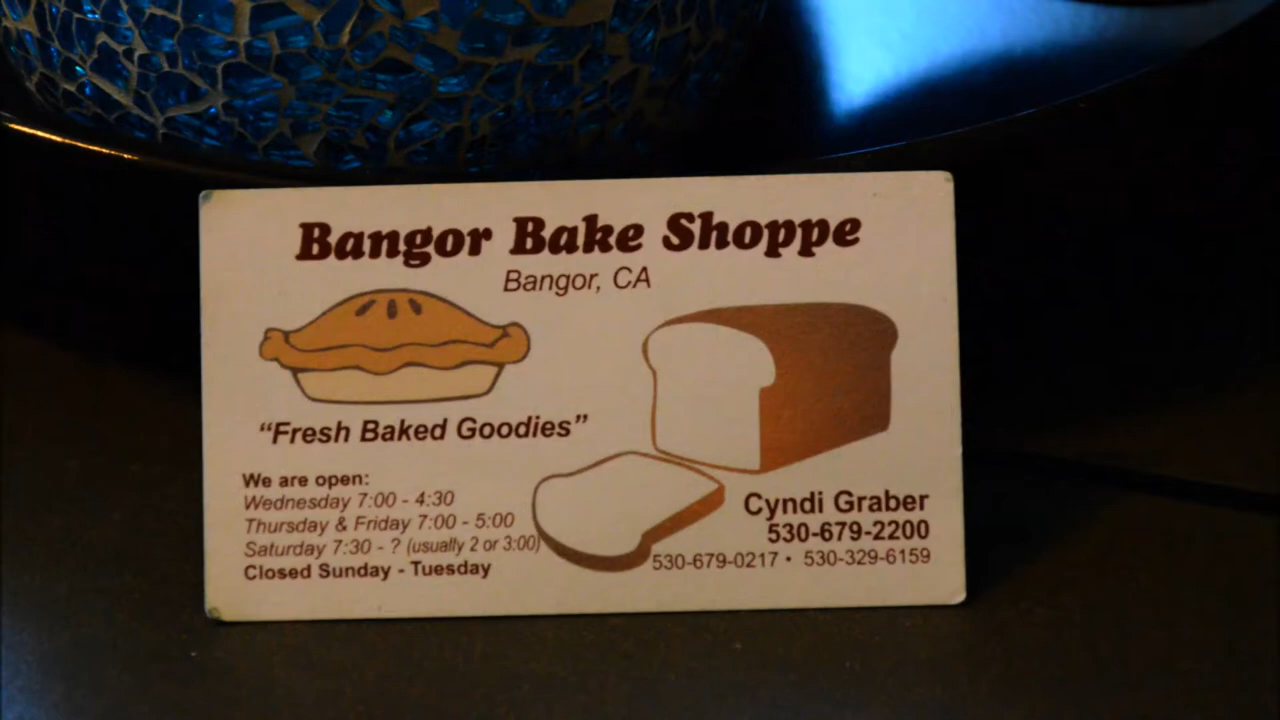 Bangor Bake Shoppe
Bangor, CA
“Fresh Baked Goodies”
We are open:
Wednesday 7:00 - 4:30
Thursday & Friday 7:00 - 5:00
Saturday 7:30 - ? (usually 2 or 3:00)
Closed Sunday - Tuesday
Cyndi Graber
530-679-2200
530-679-0217 • 530-329-6159